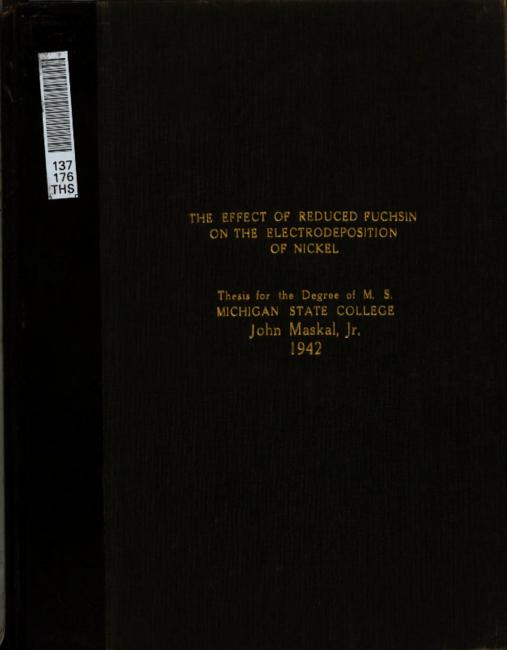 137
176
THS
THE EFFECT OF REDUCED FUCHSIN
ON THE ELECTRODEPOSITION
OF NICKEL
Thesis for the Degree of M. S.
MICHIGAN STATE COLLEGE
John Maskal, Jr.
1942